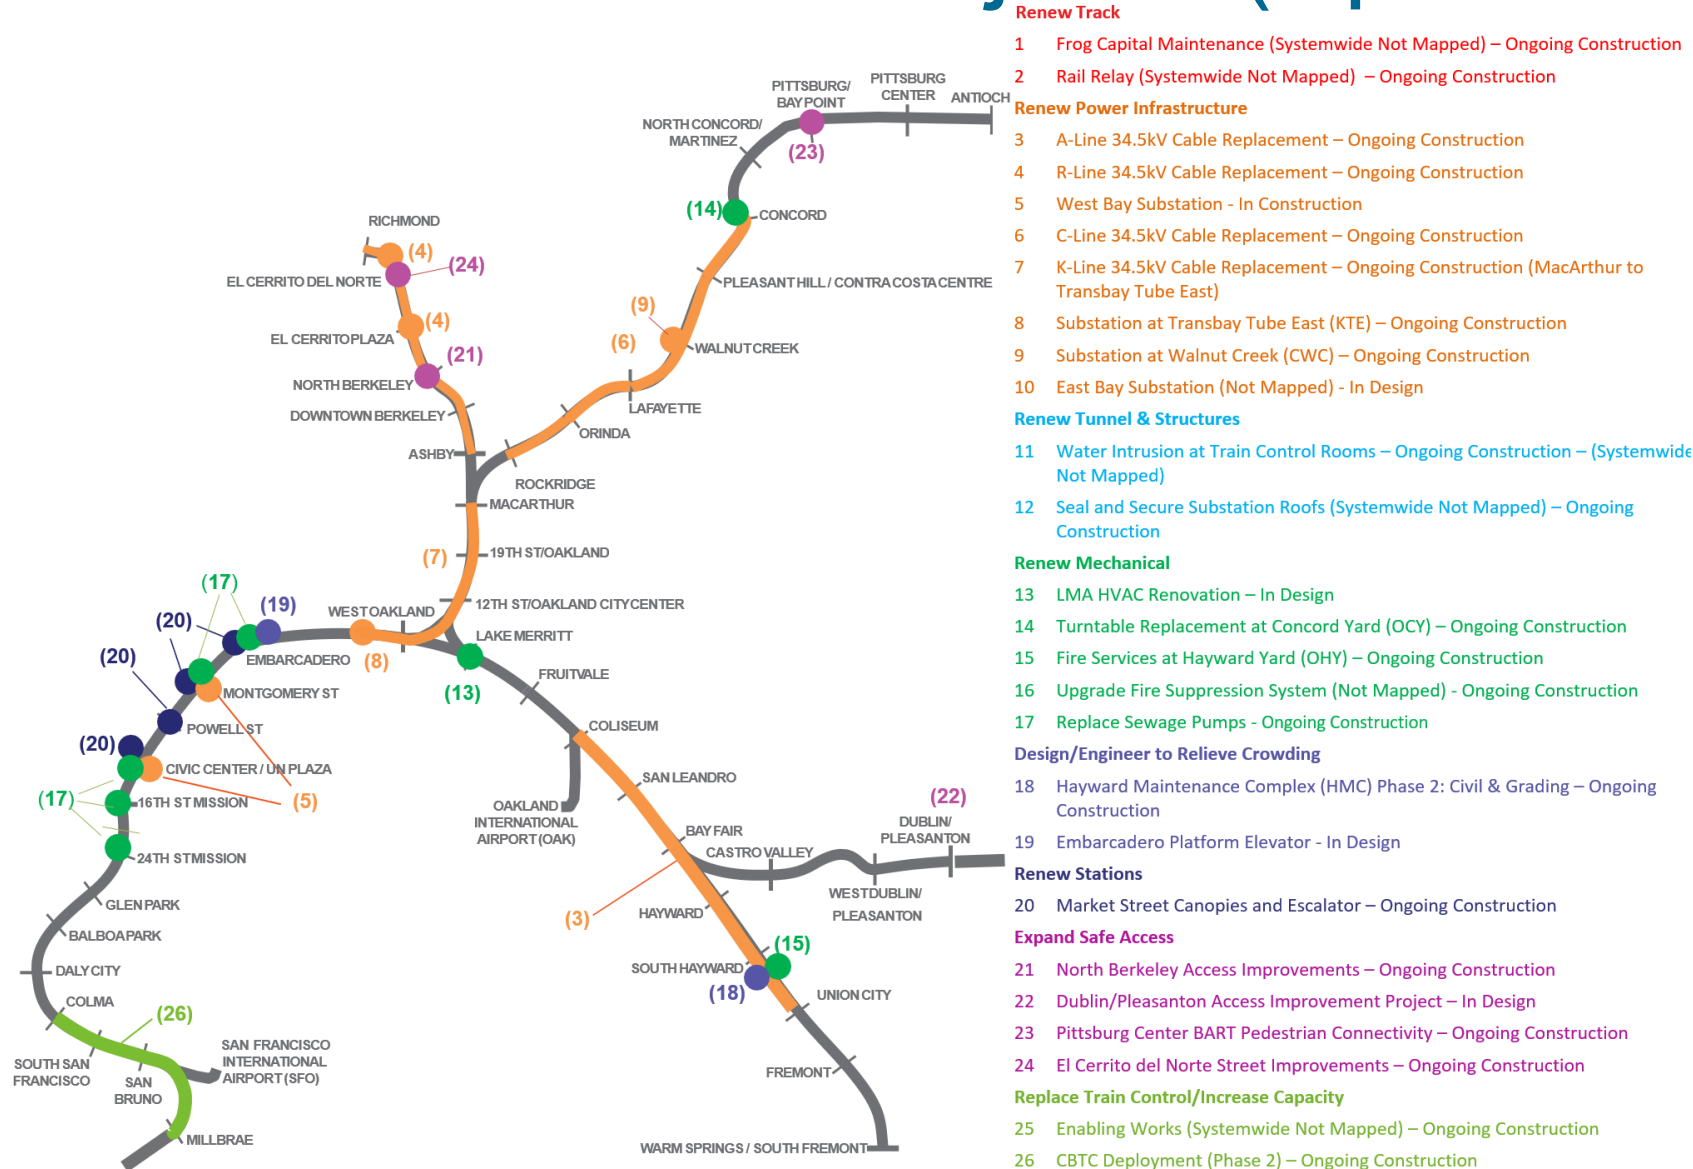 Renew Track
1 Frog Capital Maintenance (Systemwide Not Mapped) – Ongoing Construction
2 Rail Relay (Systemwide Not Mapped) – Ongoing Construction
Renew Power Infrastructure
3 A-Line 34.5kV Cable Replacement – Ongoing Construction
4 R-Line 34.5kV Cable Replacement – Ongoing Construction
5 West Bay Substation - In Construction
6 C-Line 34.5kV Cable Replacement – Ongoing Construction
7 K-Line 34.5kV Cable Replacement – Ongoing Construction (MacArthur to
Transbay Tube East)
8 Substation at Transbay Tube East (KTE) – Ongoing Construction
9 Substation at Walnut Creek (CWC) – Ongoing Construction
10 East Bay Substation (Not Mapped) - In Design
Renew Tunnel & Structures
11 Water Intrusion at Train Control Rooms – Ongoing Construction – (Systemwide
Not Mapped)
12 Seal and Secure Substation Roofs (Systemwide Not Mapped) – Ongoing
Construction
Renew Mechanical
13 LMA HVAC Renovation – In Design
14 Turntable Replacement at Concord Yard (OCY) – Ongoing Construction
15 Fire Services at Hayward Yard (OHY) – Ongoing Construction
16 Upgrade Fire Suppression System (Not Mapped) - Ongoing Construction
17 Replace Sewage Pumps - Ongoing Construction
Design/Engineer to Relieve Crowding
18 Hayward Maintenance Complex (HMC) Phase 2: Civil & Grading – Ongoing
Construction
19 Embarcadero Platform Elevator - In Design
Renew Stations
20 Market Street Canopies and Escalator – Ongoing Construction
Expand Safe Access
21 North Berkeley Access Improvements – Ongoing Construction
22 Dublin/Pleasanton Access Improvement Project – In Design
23 Pittsburg Center BART Pedestrian Connectivity – Ongoing Construction
24 El Cerrito del Norte Street Improvements – Ongoing Construction
Replace Train Control/Increase Capacity
25 Enabling Works (Systemwide Not Mapped) – Ongoing Construction
26 CBTC Deployment (Phase 2) – Ongoing Construction
PITTSBURG/
BAY POINT
PITTSBURG
CENTER
ANTIOCH
NORTH CONCORD/
MARTINEZ
(23)
(14)
CONCORD
RICHMOND
(4)
(24)
EL CERRITO DEL NORTE
PLEASANT HILL / CONTRA COSTA CENTRE
(9)
(4)
EL CERRITO PLAZA
(6)
WALNUT CREEK
(21)
NORTH BERKELEY
DOWNTOWN BERKELEY
LAFAYETTE
ORINDA
ASHBY
ROCKRIDGE
MACARTHUR
(7)
19TH ST/OAKLAND
(17)
(19)
WEST OAKLAND
12TH ST/OAKLAND CITY CENTER
(20)
LAKE MERRITT
(20)
EMBARCADERO
(8)
FRUITVALE
(13)
MONTGOMERY ST
POWELL ST
COLISEUM
(20)
CIVIC CENTER / UN PLAZA
SAN LEANDRO
(17)
16TH ST MISSION
(5)
OAKLAND
INTERNATIONAL
AIRPORT (OAK)
(22)
BAY FAIR
DUBLIN/
PLEASANTON
24TH ST MISSION
CASTRO VALLEY
WEST DUBLIN/
PLEASANTON
GLEN PARK
(3)
HAYWARD
BALBOA PARK
(15)
DALY CITY
SOUTH HAYWARD
(18)
UNION CITY
COLMA
(26)
SOUTH SAN
FRANCISCO
SAN
BRUNO
SAN FRANCISCO
INTERNATIONAL
AIRPORT (SFO)
FREMONT
MILLBRAE
WARM SPRINGS / SOUTH FREMONT